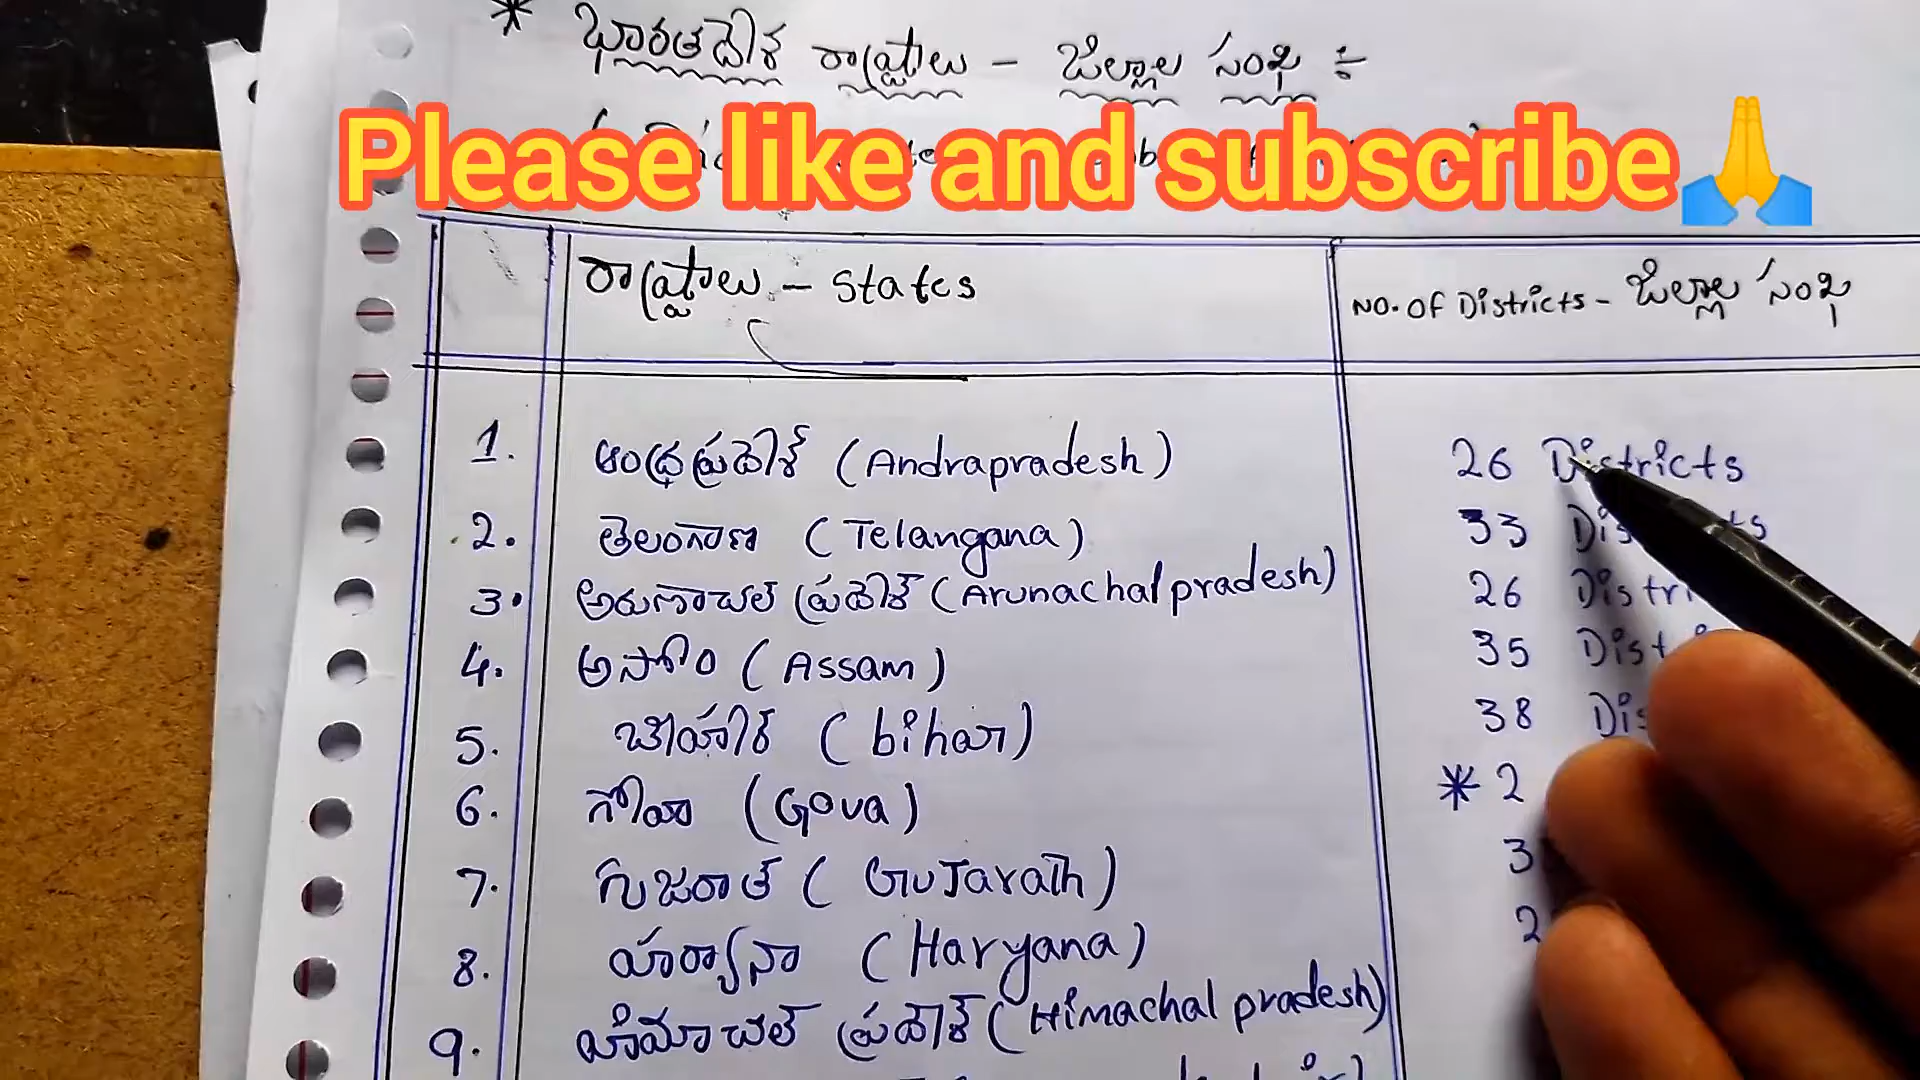 * భారతదేశ రాష్ట్రాలు - జిల్లాల సంఖ్య :-
Please like and subscribe🙏
రాష్ట్రాలు - States
NO. OF Districts - జిల్లాల సంఖ్య
1. ఆంధ్రప్రదేశ్ (Andrapradesh) 26 Districts
2. తెలంగాణ (Telangana) 33 Districts
3. అరుణాచల్ ప్రదేశ్ (Arunachal pradesh) 26
4. అసోం (Assam) 35
5. బీహార్ (bihar) 38
6. గోవా (Gova) * 2
7. గుజరాత్ (GuJarath)
8. హర్యానా (Haryana)
9. హిమాచల్ ప్రదేశ్ (Himachal pradesh)